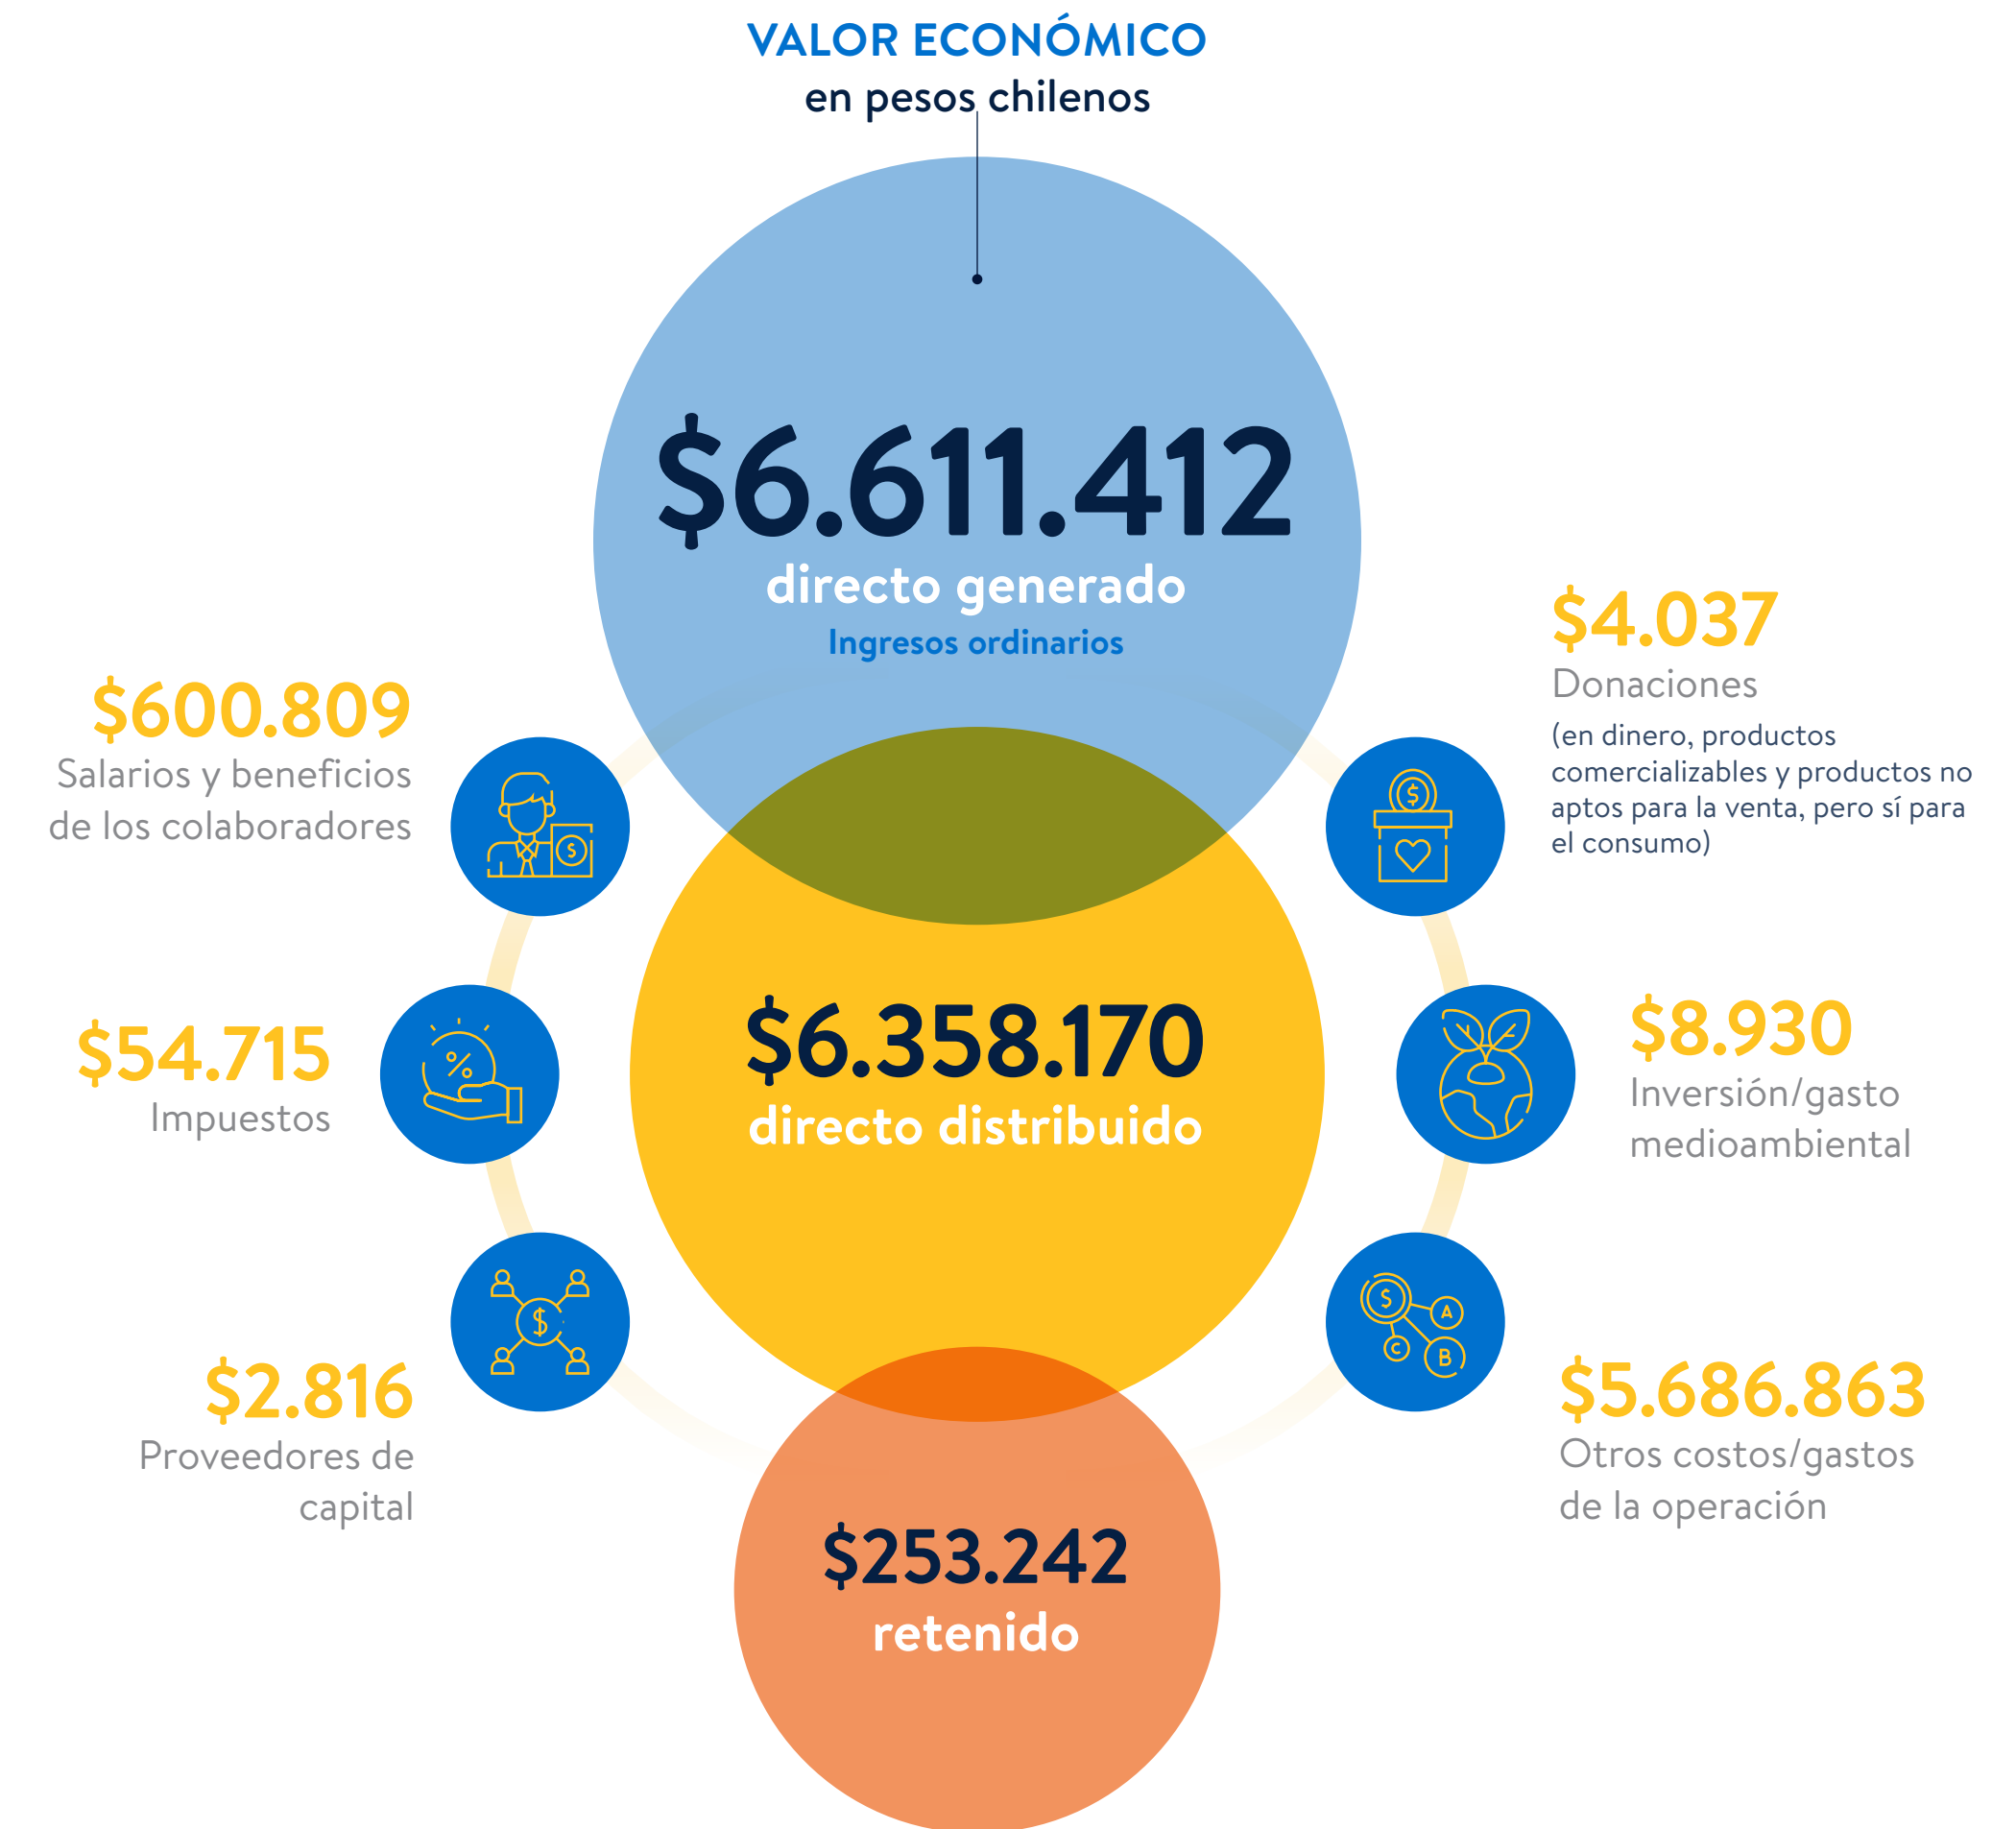 VALOR ECONÓMICO
en pesos chilenos
$6.611.412
directo generado
Ingresos ordinarios
$600.809
Salarios y beneficios
de los colaboradores
$54.715
Impuestos
$2.816
Proveedores de
capital
$4.037
Donaciones
(en dinero, productos
comercializables y productos no
aptos para la venta, pero sí para
el consumo)
$8.930
Inversión/gasto
medioambiental
$5.686.863
Otros costos/gastos
de la operación
$6.358.170
directo distribuido
$253.242
retenido
$
%
$
$
$
A
B
C